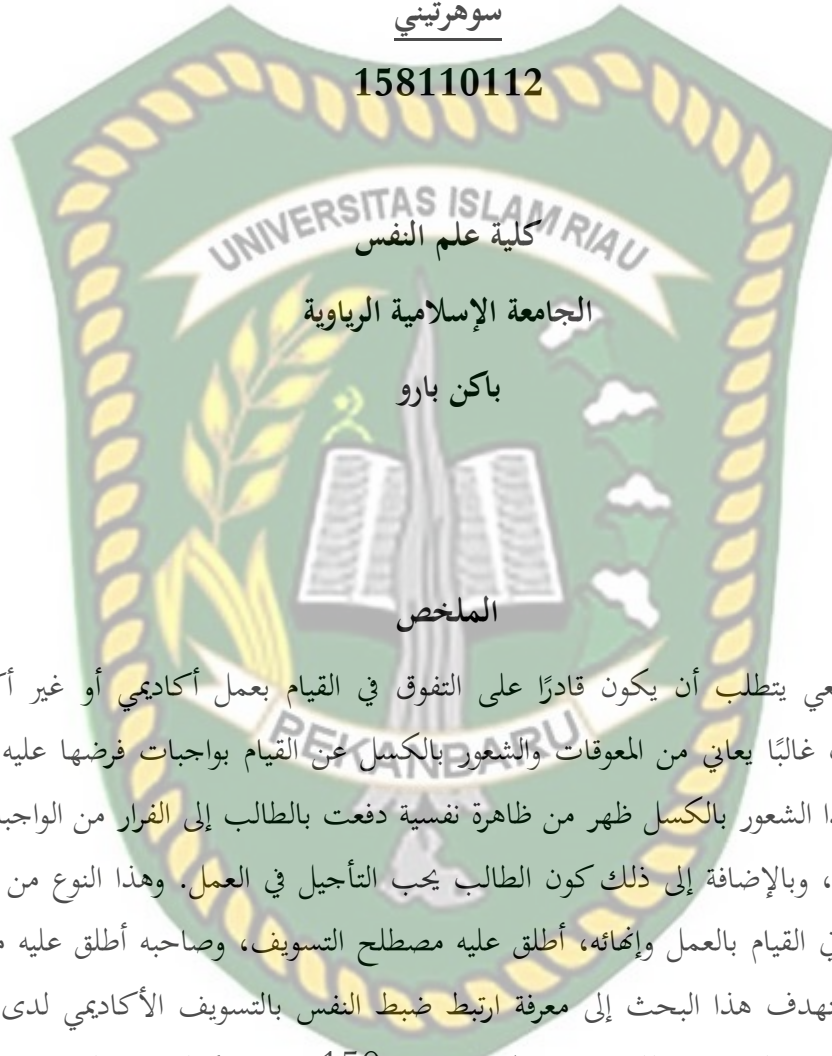 سوهرتيني
158110112
UNIVERSITAS ISLAM RIAU
كلية علم النفس
الجامعة الإسلامية الرياوية
باكن بارو
الملخص
يتطلب أن يكون قادرًا على التفوق في القيام بعمل أكاديمي أو غير
غالبًا يعاني من المعوقات والشعور بالكسل عن القيام بواجبات فرضها عليه
PEKANBARU
الشعور بالكسل ظهر من ظاهرة نفسية دفعت بالطالب إلى الفرار من
، وبالإضافة إلى ذلك كون الطالب يحب التأجيل في العمل. وهذا النوع من
القيام بالعمل وإنهائه، أطلق عليه مصطلح التسويف، وصاحبه أطلق عليه
هدف هذا البحث إلى معرفة ارتبط ضبط النفس بالتسويف الأكاديمي لدى